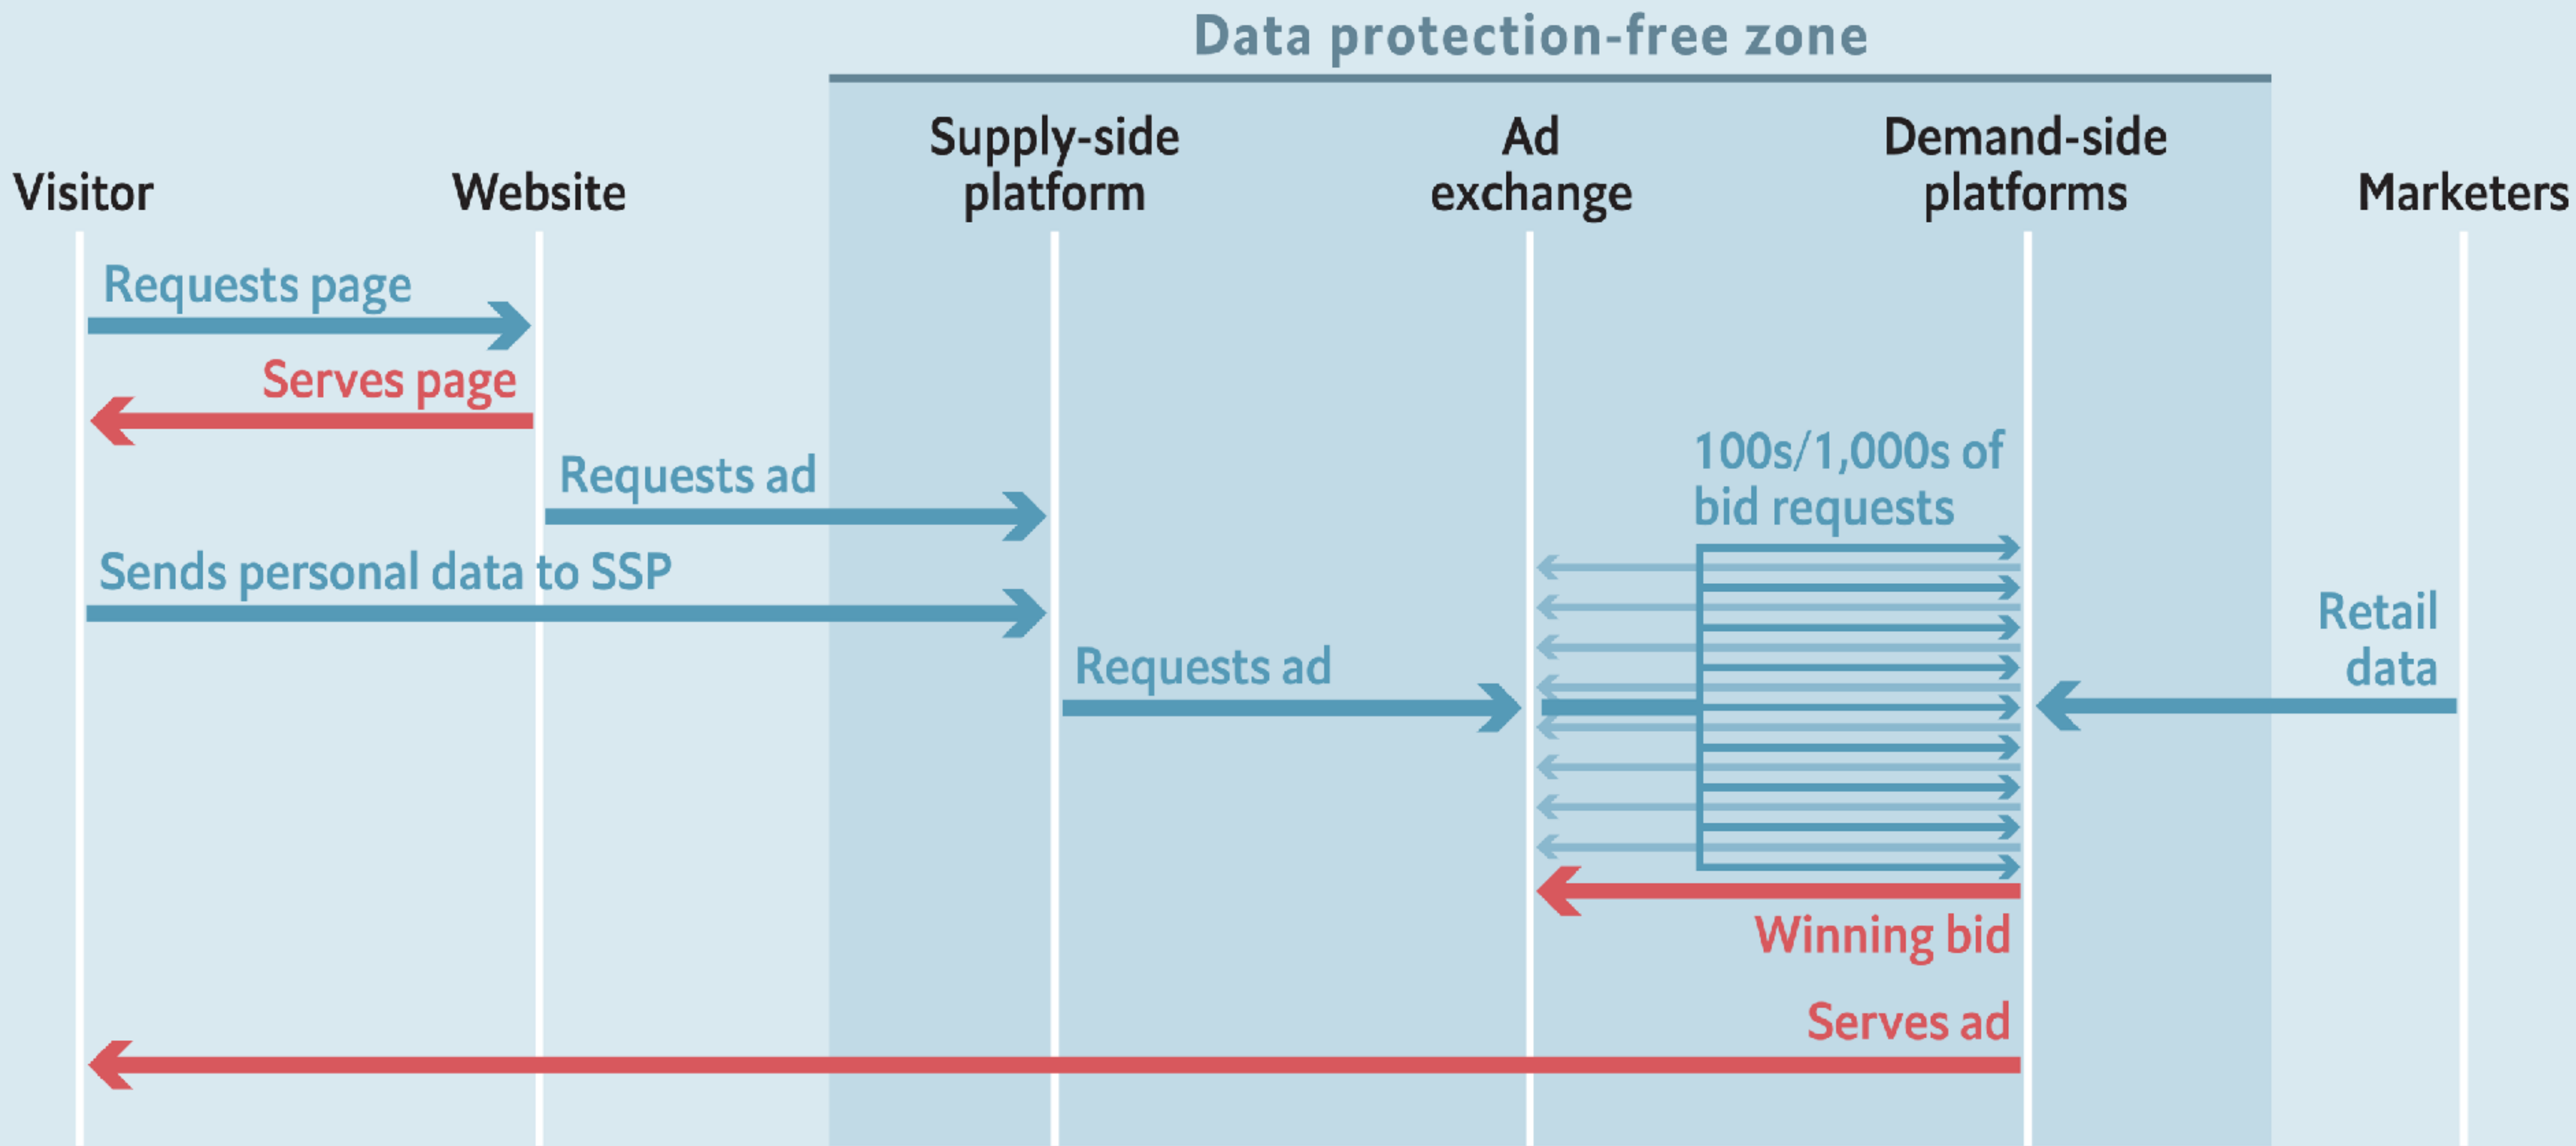 Data protection-free zone
Visitor
Website
Supply-side
platform
Ad
exchange
Demand-side
platforms
Marketers
Requests page
Serves page
Requests ad
Sends personal data to SSP
Requests ad
100s/1,000s of
bid requests
Retail
data
Winning bid
Serves ad